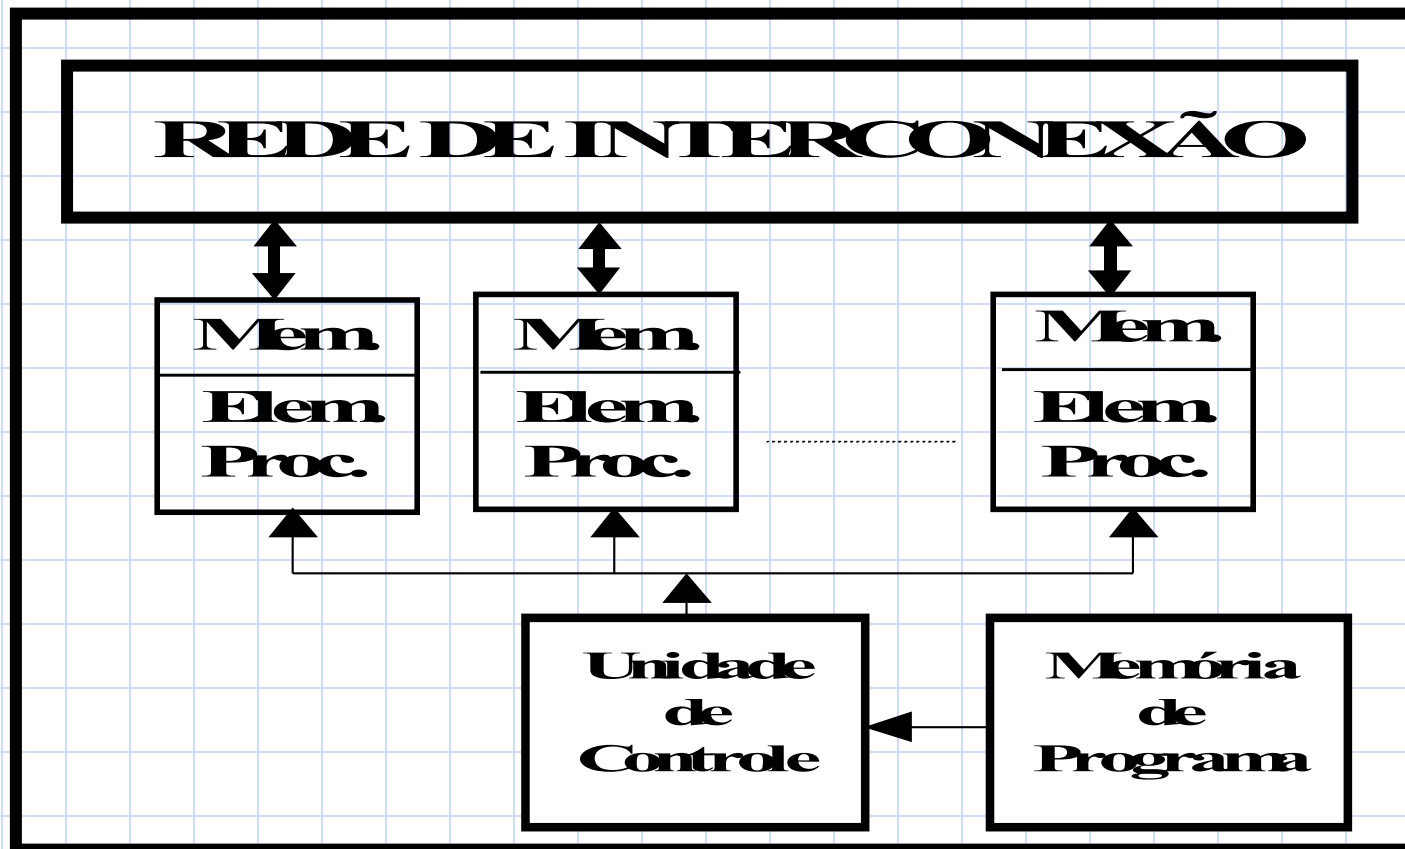 REDE DE INTERCONEXÃO
Mem.
Elem.
Proc.
Mem.
Elem.
Proc.
Mem.
Elem.
Proc.
Unidade
de
Controle
Memória
de
Programa